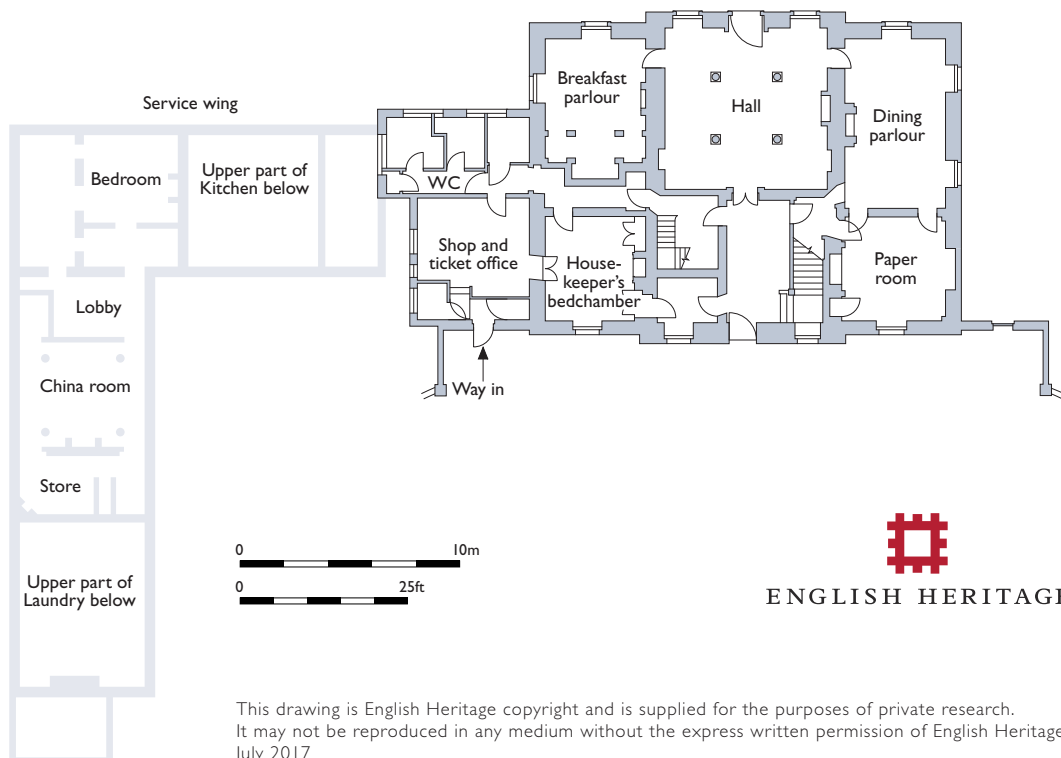 Service wing
Breakfast
parlour
Hall
Dining
parlour
Bedroom
Upper part of
Kitchen below
WC
Shop and
ticket office
House-
keeper's
bedchamber
Paper
room
Lobby
China room
Way in
Store
Upper part of
Laundry below
0 10m
0 25ft
ENGLISH HERITAGE
This drawing is English Heritage copyright and is supplied for the purposes of private research.
It may not be reproduced in any medium without the express written permission of English Heritage
July 2017